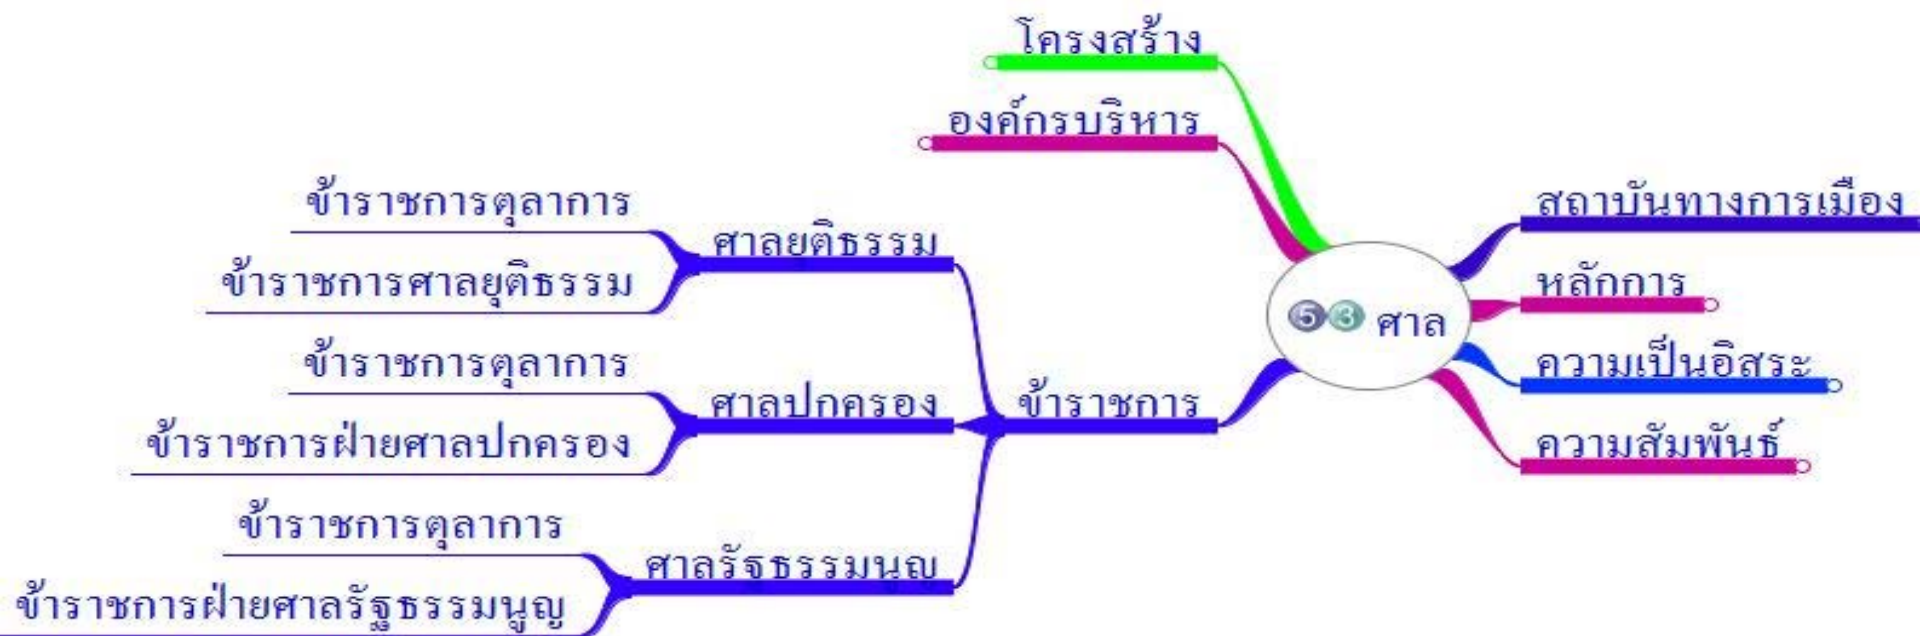 โครงสร้าง
องค์กรบริหาร
ข้าราชการตุลาการ
ศาลยุติธรรม
ข้าราชการศาลยุติธรรม
ข้าราชการตุลาการ
ศาลปกครอง
ข้าราชการฝ่ายศาลปกครอง
ข้าราชการตุลาการ
ศาลรัฐธรรมนูญ
ข้าราชการฝ่ายศาลรัฐธรรมนูญ
ข้าราชการ
5 3 ศาล
สถาบันทางการเมือง
หลักการ
ความเป็นอิสระ
ความสัมพันธ์